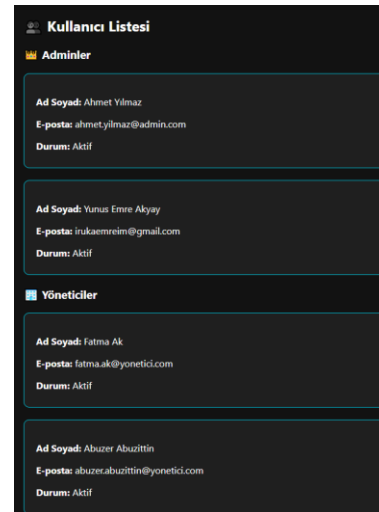 Kullanıcı Listesi
Adminler
Ad Soyad: Ahmet Yılmaz
E-posta: ahmet.yilmaz@admin.com
Durum: Aktif
Ad Soyad: Yunus Emre Akyay
E-posta: irukaemreim@gmail.com
Durum: Aktif
Yöneticiler
Ad Soyad: Fatma Ak
E-posta: fatma.ak@yonetici.com
Durum: Aktif
Ad Soyad: Abuzer Abuzittin
E-posta: abuzer.abuzittin@yonetici.com
Durum: Aktif